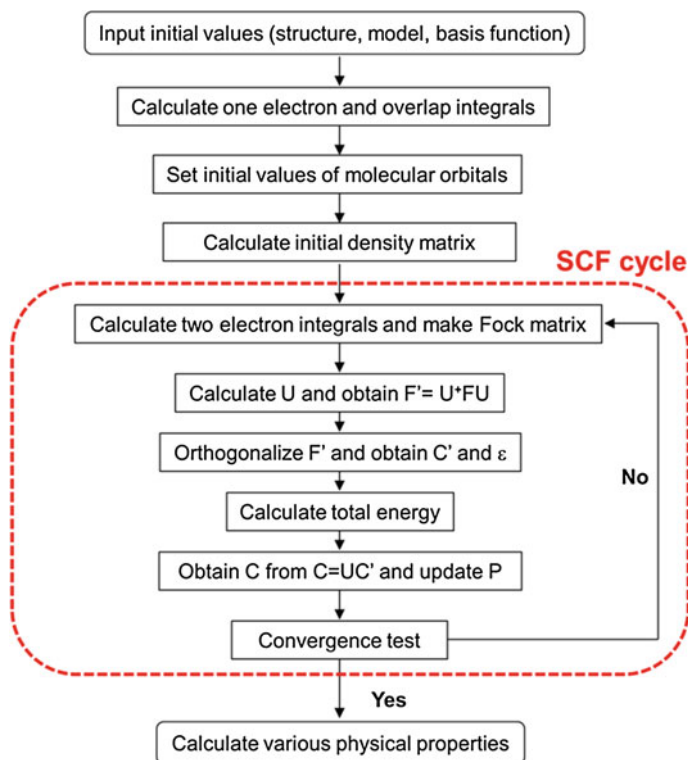 Input initial values (structure, model, basis function)
Calculate one electron and overlap integrals
Set initial values of molecular orbitals
Calculate initial density matrix
SCF cycle
Calculate two electron integrals and make Fock matrix
Calculate U and obtain F'= U⁺FU
Orthogonalize F' and obtain C' and ε
No
Calculate total energy
Obtain C from C=UC' and update P
Convergence test
Yes
Calculate various physical properties